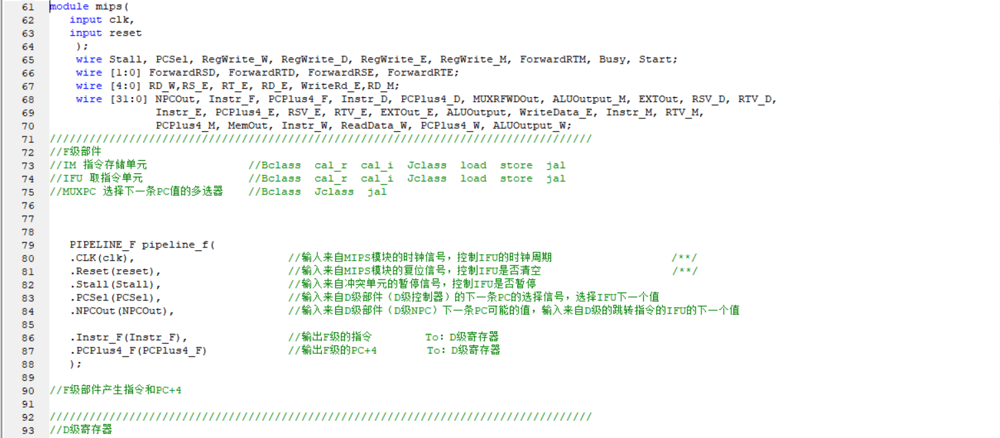 61 module mips(
62 input clk,
63 input reset
64 );
65 wire Stall, PCSel, RegWrite_W, RegWrite_D, RegWrite_E, RegWrite_M, ForwardRTM, Busy, Start;
66 wire [1:0] ForwardRSD, ForwardRTD, ForwardRSE, ForwardRTE;
67 wire [4:0] RD_W,RS_E, RT_E, RD_E, WriteRd_E,RD_M;
68 wire [31:0] NPCOut, Instr_F, PCPlus4_F, Instr_D, PCPlus4_D, MUXRFWDOut, ALUOutput_M, EXTOut, RSV_D, RTV_D,
69 Instr_E, PCPlus4_E, RSV_E, RTV_E, EXTOut_E, ALUOutput, WriteData_E, Instr_M, RTV_M,
70 PCPlus4_M, MemOut, Instr_W, ReadData_W, PCPlus4_W, ALUOutput_W;
71 //////////////////////////////////////////////////////////////////////////////////
72 //F级部件
73 //IM 指令存储单元 //Bclass cal_r cal_i Jclass load store jal
74 //IFU 取指令单元 //Bclass cal_r cal_i Jclass load store jal
75 //MUXPC 选择下一条PC值的多选器 //Bclass Jclass jal
76
77
78
79 PIPELINE_F pipeline_f(
80 .CLK(clk), //输入来自MIPS模块的时钟信号，控制IFU的时钟周期 /**/
81 .Reset(reset), //输入来自MIPS模块的复位信号，控制IFU是否清空 /**/
82 .Stall(Stall), //输入来自冲突单元的暂停信号，控制IFU是否暂停
83 .PCSel(PCSel), //输入来自D级部件（D级控制器）的下一条PC的选择信号，选择IFU下一个值
84 .NPCOut(NPCOut), //输入来自D级部件（D级NPC）下一条PC可能的值，输入来自D级的跳转指令的IFU的下一个值
85
86 .Instr_F(Instr_F), //输出F级的指令 To：D级寄存器
87 .PCPlus4_F(PCPlus4_F) //输出F级的PC+4 To：D级寄存器
88 );
89
90 //F级部件产生指令和PC+4
91
92 //////////////////////////////////////////////////////////////////////////////////
93 //D级寄存器